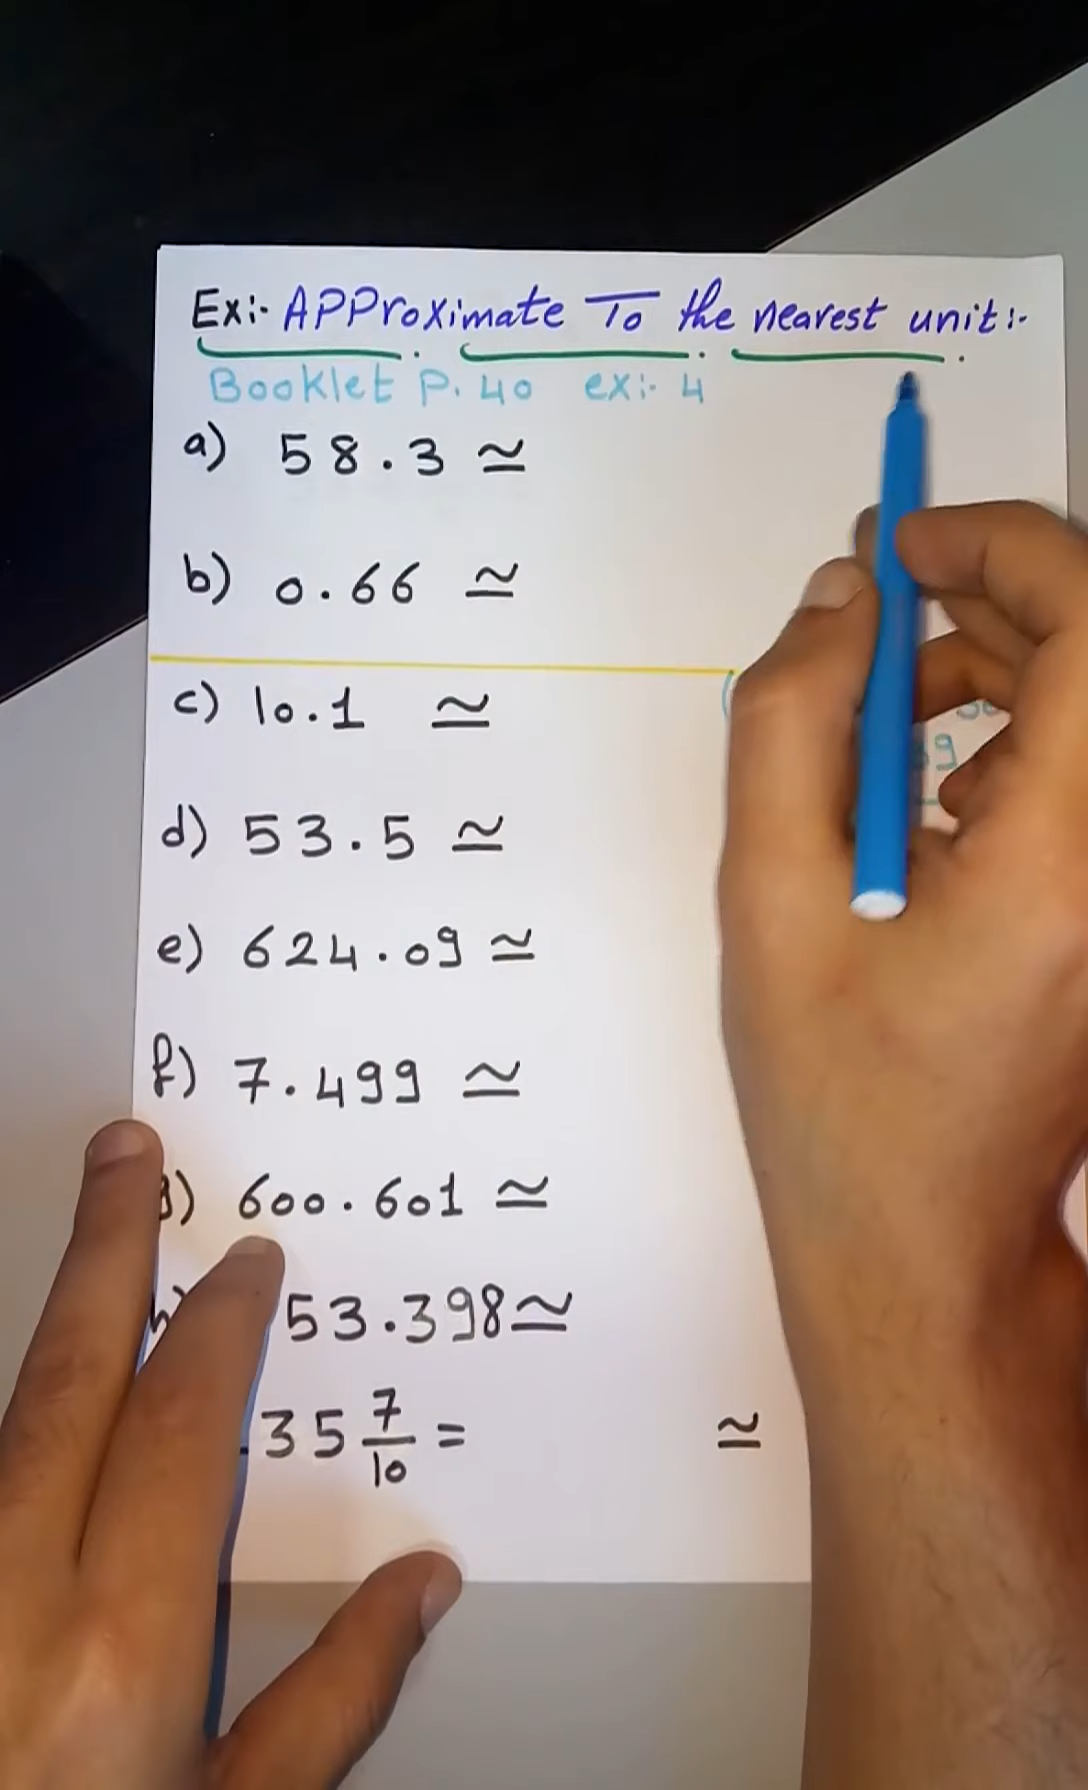 Ex:- APProximate To the nearest unit:-
Booklet P. 40 ex:- 4
a) 58.3 ≃
b) 0.66 ≃
c) 10.1 ≃
d) 53.5 ≃
e) 624.09 ≃
f) 7.499 ≃
g) 600.601 ≃
h) 53.398 ≃
35 7/10 = ≃